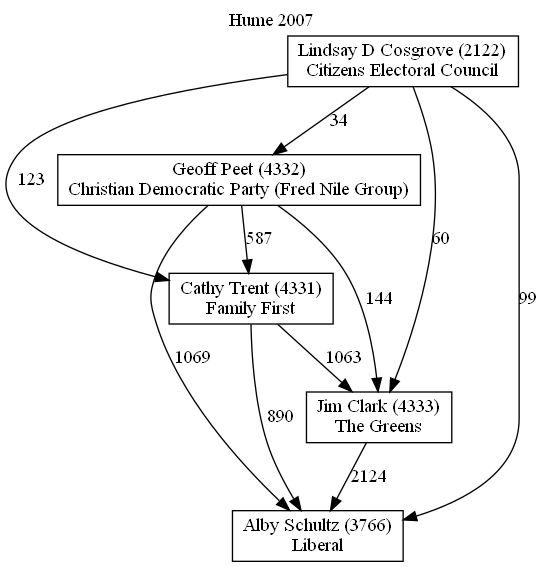 Hume 2007
Lindsay D Cosgrove (2122)
Citizens Electoral Council
34
123
Geoff Peet (4332)
Christian Democratic Party (Fred Nile Group)
587
60
Cathy Trent (4331)
Family First
144
99
1069
1063
890
Jim Clark (4333)
The Greens
2124
Alby Schultz (3766)
Liberal